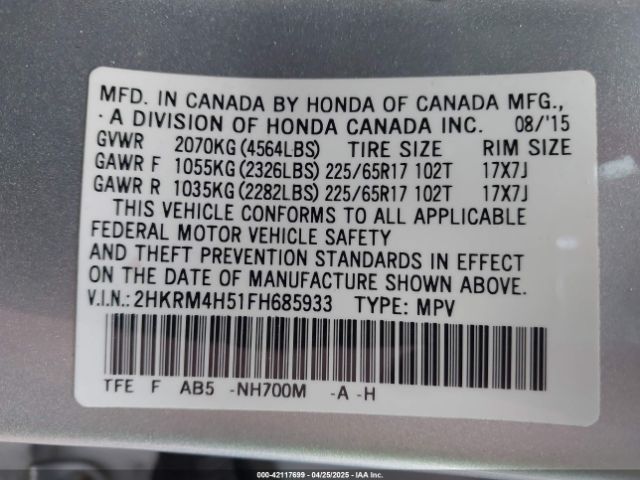 MFD. IN CANADA BY HONDA OF CANADA MFG.,
· A DIVISION OF HONDA CANADA INC. 08/'15
GVWR 2070KG(4564LBS) TIRE SIZE RIM SIZE
GAWR F 1055KG(2326LBS) 225/65R17 102T 17X7J
GAWR R 1035KG(2282LBS) 225/65R17 102T 17X7J
THIS VEHICLE CONFORMS TO ALL APPLICABLE
FEDERAL MOTOR VEHICLE SAFETY
AND THEFT PREVENTION STANDARDS IN EFFECT
ON THE DATE OF MANUFACTURE SHOWN ABOVE.
V.I.N.: 2HKRM4H51FH685933 TYPE: MPV
TFE F AB5 -NH700M -A -H
000-42117699 - 04/25/2025 - IAA Inc.